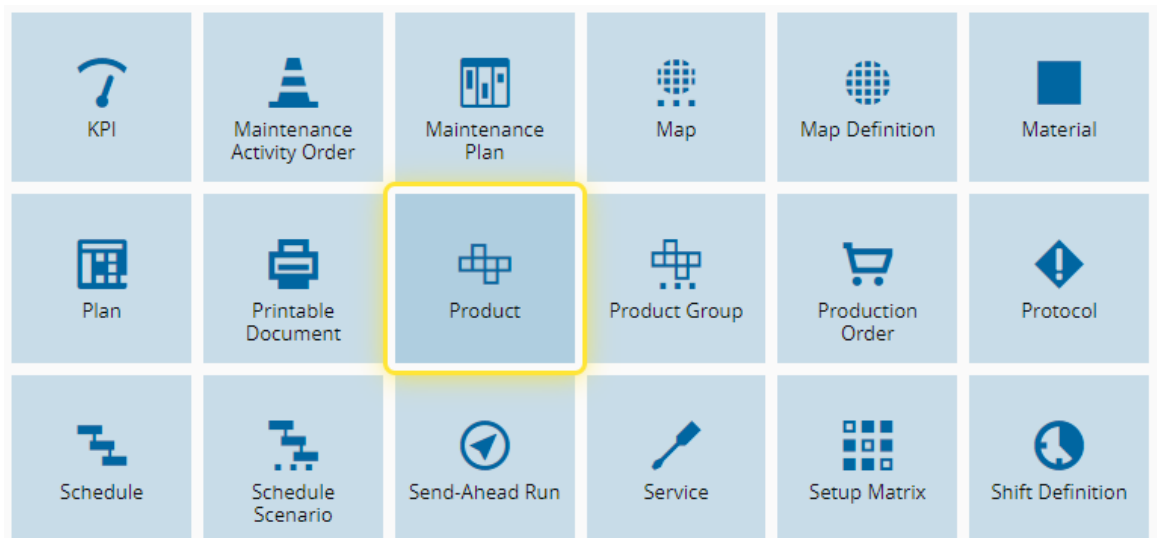 KPI
Maintenance
Activity Order
Maintenance
Plan
Map
Map Definition
Material
Plan
Printable
Document
Product
Product Group
Production
Order
Protocol
Schedule
Schedule
Scenario
Send-Ahead Run
Service
Setup Matrix
Shift Definition